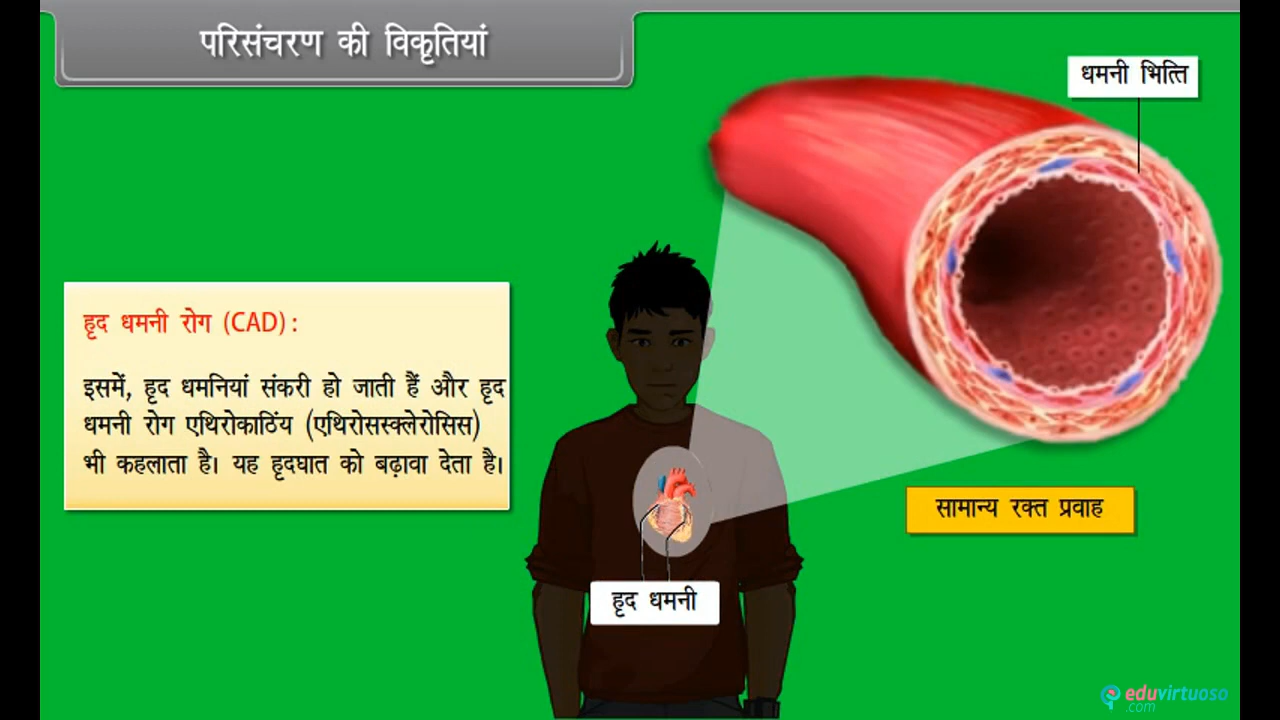 परिसंचरण की विकृतियां
धमनी भित्ति
हृद धमनी रोग (CAD):
इसमें, हृद धमनियां संकरी हो जाती हैं और हृद
धमनी रोग एथिरोकाठिंय (एथिरोसस्क्लेरोसिस)
भी कहलाता है। यह हृदघात को बढ़ावा देता है।
सामान्य रक्त प्रवाह
हृद धमनी
eduvirtuoso
.com